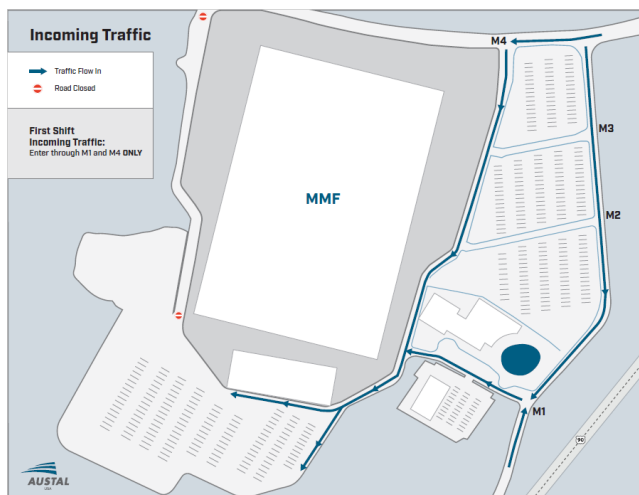 Incoming Traffic
Traffic Flow In
Road Closed
First Shift
Incoming Traffic:
Enter through M1 and M4 ONLY
M4
M3
MMF
M2
M1
90
AUSTAL
USA